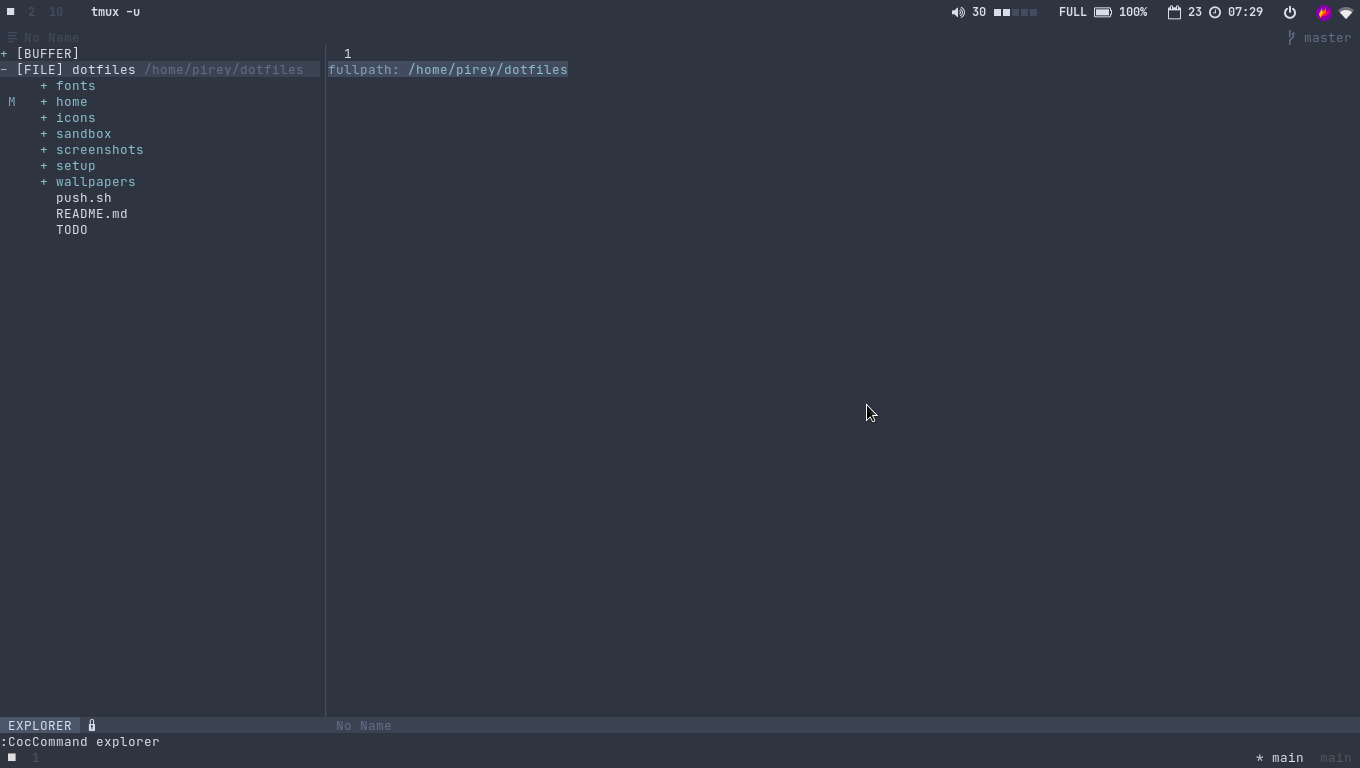 2 10 tmux -u 30 FULL 100% 23 07:29
No Name master
+ [BUFFER] 1
- [FILE] dotfiles /home/pirey/dotfiles fullpath: /home/pirey/dotfiles
+ fonts
M + home
+ icons
+ sandbox
+ screenshots
+ setup
+ wallpapers
push.sh
README.md
TODO
EXPLORER No Name
:CocCommand explorer
1 * main main